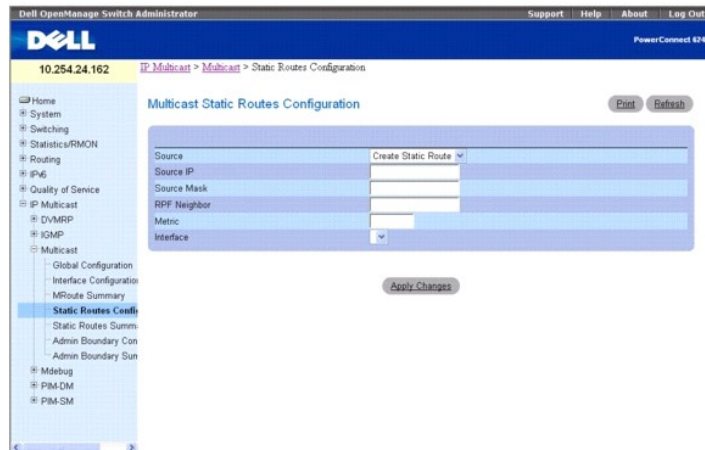 Dell OpenManage Switch Administrator
Support Help About Log Out
DELL
PowerConnect 624
10.254.24.162
IP Multicast > Multicast > Static Routes Configuration
Home
System
Switching
Statistics/RMON
Routing
IPv6
Quality of Service
IP Multicast
DVMRP
IGMP
Multicast
Global Configuration
Interface Configuration
MRoute Summary
Static Routes Confi
Static Routes Summ
Admin Boundary Con
Admin Boundary Sum
Mdebug
PIM-DM
PIM-SM
Multicast Static Routes Configuration
Print Refresh
Source Create Static Route
Source IP
Source Mask
RPF Neighbor
Metric
Interface
Apply Changes